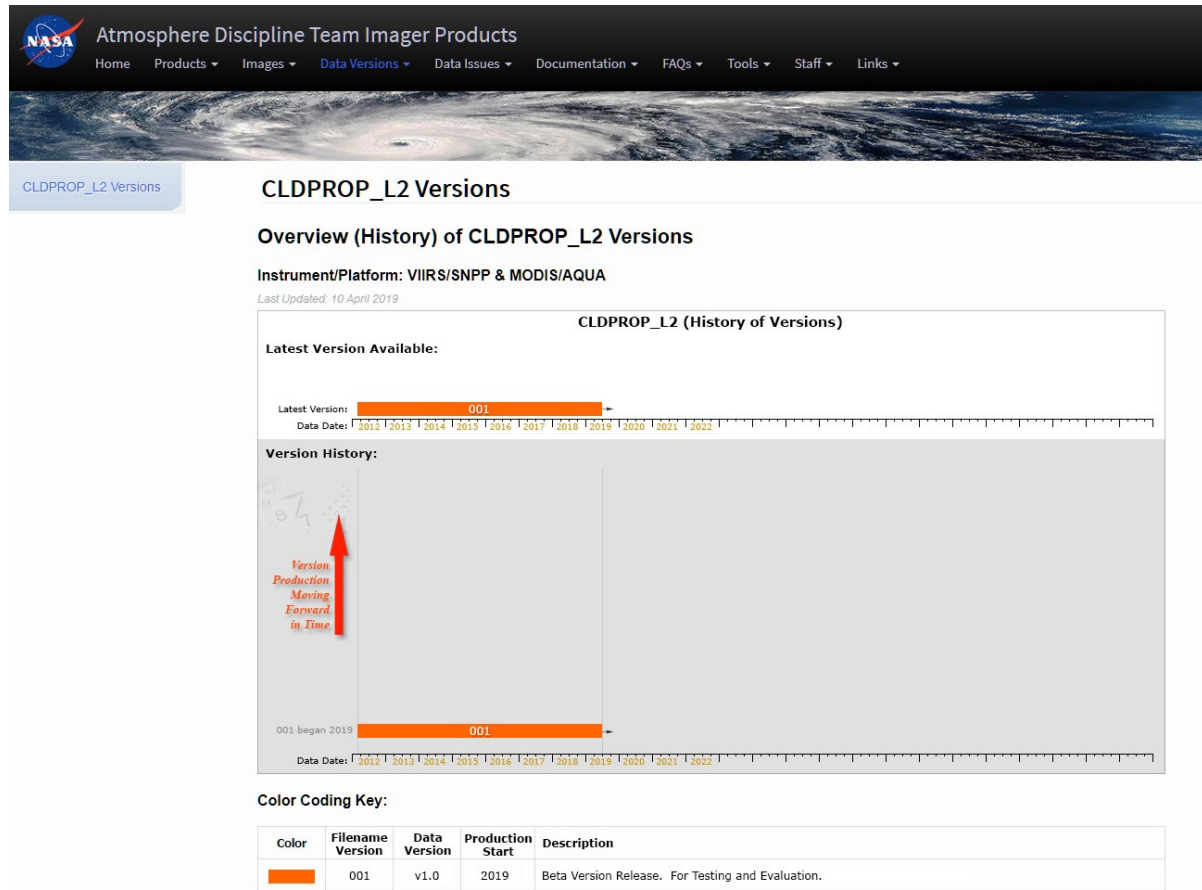 NASA
Atmosphere Discipline Team Imager Products
Home Products Images Data Versions Data Issues Documentation FAQs Tools Staff Links
CLDPROP_L2 Versions
CLDPROP_L2 Versions
Overview (History) of CLDPROP_L2 Versions
Instrument/Platform: VIIRS/SNPP & MODIS/AQUA
Last Updated: 10 April 2019
CLDPROP_L2 (History of Versions)
Latest Version Available:
Latest Version: 001
Data Date: 2012 2013 2014 2015 2016 2017 2018 2019 2020 2021 2022
Version History:
Version
Production
Moving
Forward
in Time
001 began 2019 001
Data Date: 2012 2013 2014 2015 2016 2017 2018 2019 2020 2021 2022
Color Coding Key:
Color Filename Version Data Version Production Start Description
001 v1.0 2019 Beta Version Release. For Testing and Evaluation.